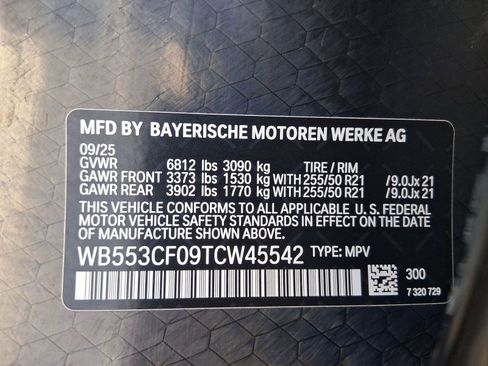 MFD BY BAYERISCHE MOTOREN WERKE AG
09/25
GVWR 6812 lbs 3090 kg TIRE / RIM
GAWR FRONT 3373 lbs 1530 kg WITH 255/50 R21 /9.0Jx 21
GAWR REAR 3902 lbs 1770 kg WITH 255/50 R21 /9.0Jx 21
THIS VEHICLE CONFORMS TO ALL APPLICABLE U. S. FEDERAL
MOTOR VEHICLE SAFETY STANDARDS IN EFFECT ON THE
DATE OF MANUFACTURE SHOWN ABOVE.
WB553CF09TCW45542 TYPE: MPV
300
7 320 729